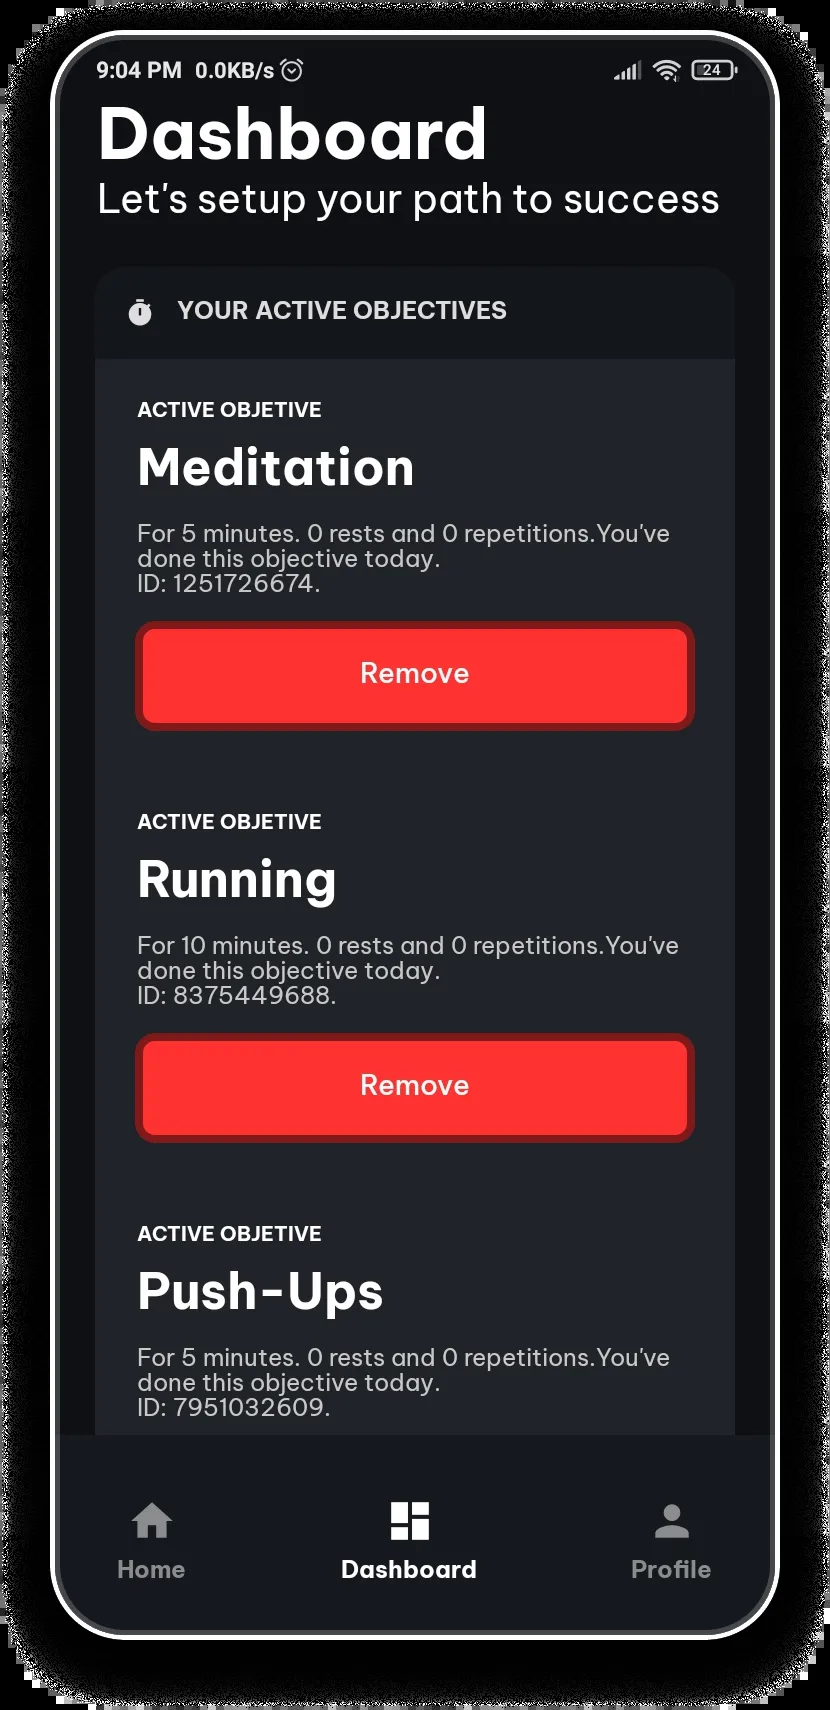 9:04 PM 0.0KB/s 24
Dashboard
Let's setup your path to success
YOUR ACTIVE OBJECTIVES
ACTIVE OBJETIVE
Meditation
For 5 minutes. 0 rests and 0 repetitions.You've
done this objective today.
ID: 1251726674.
Remove
ACTIVE OBJETIVE
Running
For 10 minutes. 0 rests and 0 repetitions.You've
done this objective today.
ID: 8375449688.
Remove
ACTIVE OBJETIVE
Push-Ups
For 5 minutes. 0 rests and 0 repetitions.You've
done this objective today.
ID: 7951032609.
Home Dashboard Profile